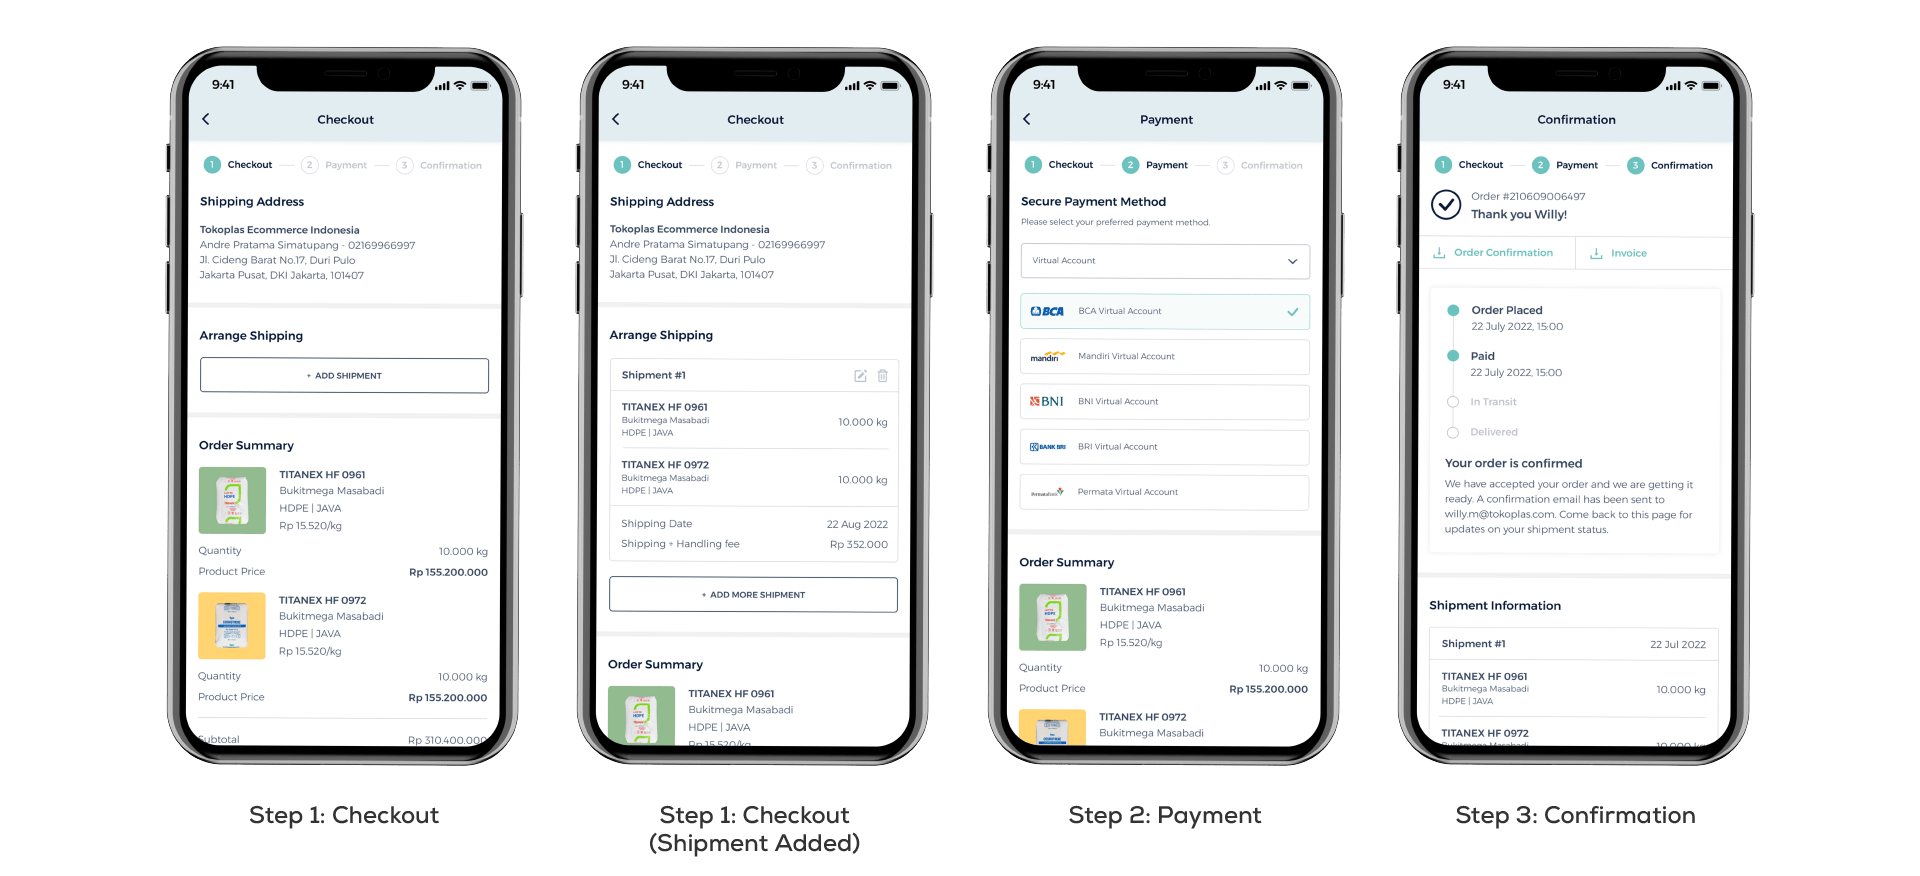 9:41
Checkout
1 Checkout 2 Payment 3 Confirmation
Shipping Address
Tokoplas Ecommerce Indonesia
Andre Pratama Simatupang - 02169966997
Jl. Cideng Barat No.17, Duri Pulo
Jakarta Pusat, DKI Jakarta, 101407
Arrange Shipping
+ ADD SHIPMENT
Order Summary
TITANEX HF 0961
Bukitmega Masabadi
HDPE | JAVA
Rp 15.520/kg
HDPE
Quantity 10.000 kg
Product Price Rp 155.200.000
TITANEX HF 0972
Bukitmega Masabadi
HDPE | JAVA
Rp 15.520/kg
Quantity 10.000 kg
Product Price Rp 155.200.000
Subtotal Rp 310.400.000
Step 1: Checkout
9:41
Checkout
1 Checkout 2 Payment 3 Confirmation
Shipping Address
Tokoplas Ecommerce Indonesia
Andre Pratama Simatupang - 02169966997
Jl. Cideng Barat No.17, Duri Pulo
Jakarta Pusat, DKI Jakarta, 101407
Arrange Shipping
Shipment #1
TITANEX HF 0961
Bukitmega Masabadi
HDPE | JAVA
10.000 kg
TITANEX HF 0972
Bukitmega Masabadi
HDPE | JAVA
10.000 kg
Shipping Date 22 Aug 2022
Shipping + Handling fee Rp 352.000
+ ADD MORE SHIPMENT
Order Summary
TITANEX HF 0961
Bukitmega Masabadi
HDPE | JAVA
Rp 15.520/kg
HDPE
Step 1: Checkout
(Shipment Added)
9:41
Payment
1 Checkout 2 Payment 3 Confirmation
Secure Payment Method
Please select your preferred payment method.
Virtual Account
BCA BCA Virtual Account
mandiri Mandiri Virtual Account
BNI BNI Virtual Account
BANK BRI BRI Virtual Account
PermataBank Permata Virtual Account
Order Summary
TITANEX HF 0961
Bukitmega Masabadi
HDPE | JAVA
Rp 15.520/kg
HDPE
Quantity 10.000 kg
Product Price Rp 155.200.000
TITANEX HF 0972
Bukitmega Masabadi
Step 2: Payment
9:41
Confirmation
1 Checkout 2 Payment 3 Confirmation
Order #210609006497
Thank you Willy!
Order Confirmation Invoice
Order Placed
22 July 2022, 15:00
Paid
22 July 2022, 15:00
In Transit
Delivered
Your order is confirmed
We have accepted your order and we are getting it
ready. A confirmation email has been sent to
willy.m@tokoplas.com. Come back to this page for
updates on your shipment status.
Shipment Information
Shipment #1 22 Jul 2022
TITANEX HF 0961
Bukitmega Masabadi
HDPE | JAVA
10.000 kg
TITANEX HF 0972
Bukitmega Masabadi
10.000 kg
Step 3: Confirmation